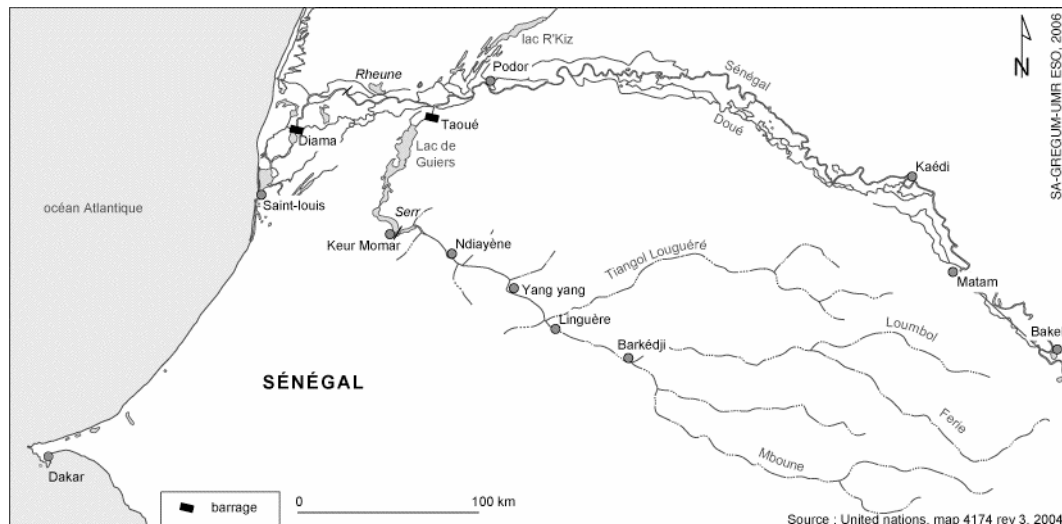 lac R'Kiz
Podor
Rheune
Sénégal
Doué
Diama
Taoué
Lac de
Guiers
Kaédi
océan Atlantique
Saint-louis
Serr
Keur Momar
Ndiayène
Tiangol Louguéré
Matam
Yang yang
Linguère
Loumbol
Bakel
Barkédji
SÉNÉGAL
Ferle
Mboune
Dakar
barrage
0 100 km
N
SA-GREGUM-UMR ESO, 2006
Source : United nations, map 4174 rev 3, 2004